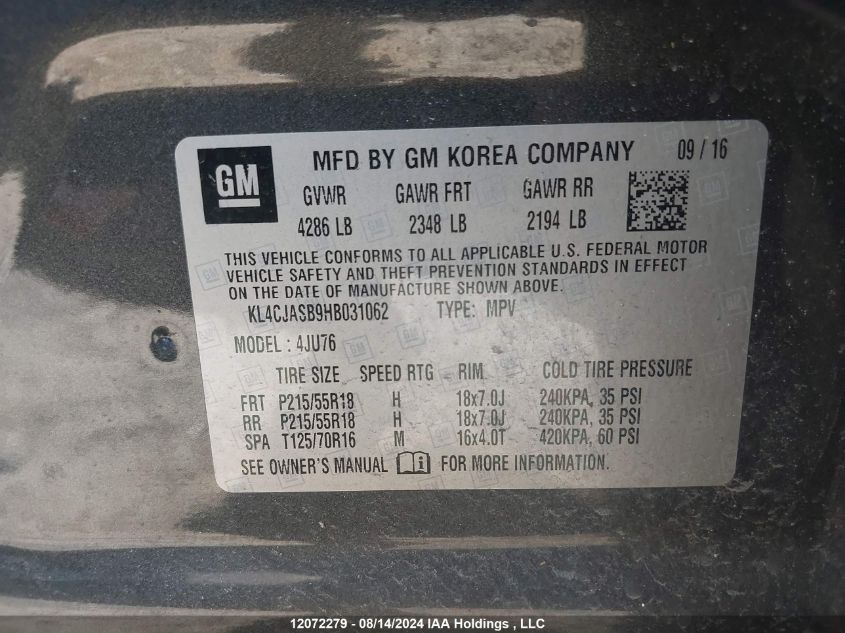 GM
MFD BY GM KOREA COMPANY 09 / 16
GVWR GAWR FRT GAWR RR
4286 LB 2348 LB 2194 LB
THIS VEHICLE CONFORMS TO ALL APPLICABLE U.S. FEDERAL MOTOR
VEHICLE SAFETY AND THEFT PREVENTION STANDARDS IN EFFECT
ON THE DATE OF MANUFACTURE SHOWN ABOVE.
KL4CJASB9HB031062 TYPE: MPV
MODEL : 4JU76
TIRE SIZE SPEED RTG RIM COLD TIRE PRESSURE
FRT P215/55R18 H 18x7.0J 240KPA, 35 PSI
RR P215/55R18 H 18x7.0J 240KPA, 35 PSI
SPA T125/70R16 M 16x4.0T 420KPA, 60 PSI
SEE OWNER'S MANUAL FOR MORE INFORMATION.
12072279 - 08/14/2024 IAA Holdings , LLC